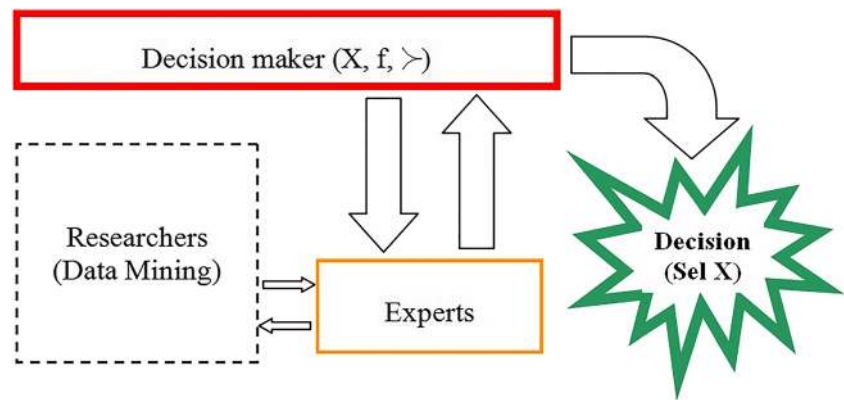 Decision maker (X, f, ≻)
Researchers
(Data Mining)
Experts
Decision
(Sel X)